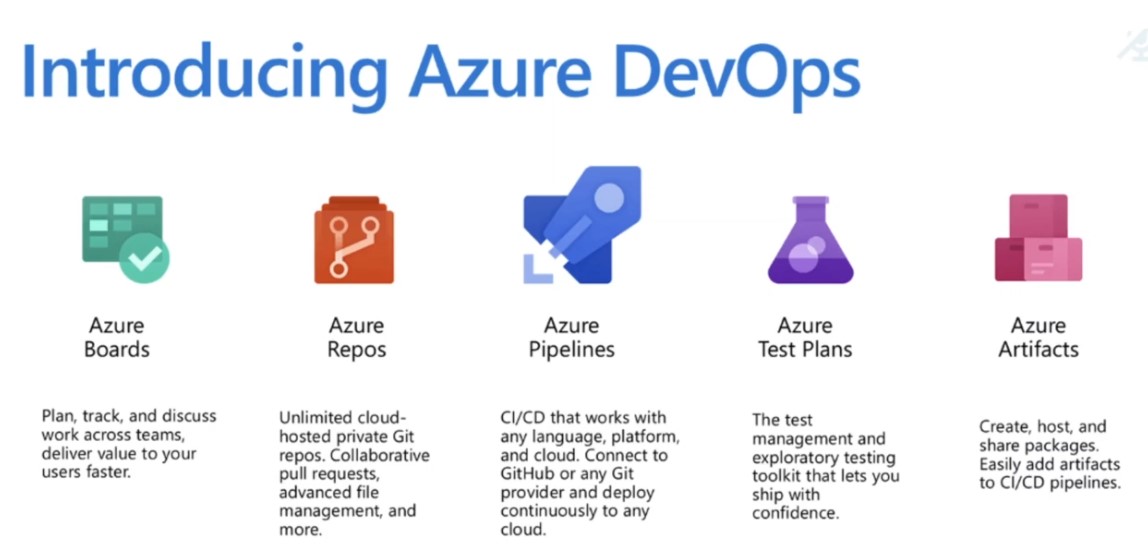 Introducing Azure DevOps
Azure
Boards
Plan, track, and discuss
work across teams,
deliver value to your
users faster.
Azure
Repos
Unlimited cloud-
hosted private Git
repos. Collaborative
pull requests,
advanced file
management, and
more.
Azure
Pipelines
CI/CD that works with
any language, platform,
and cloud. Connect to
GitHub or any Git
provider and deploy
continuously to any
cloud.
Azure
Test Plans
The test
management and
exploratory testing
toolkit that lets you
ship with
confidence.
Azure
Artifacts
Create, host, and
share packages.
Easily add artifacts
to CI/CD pipelines.